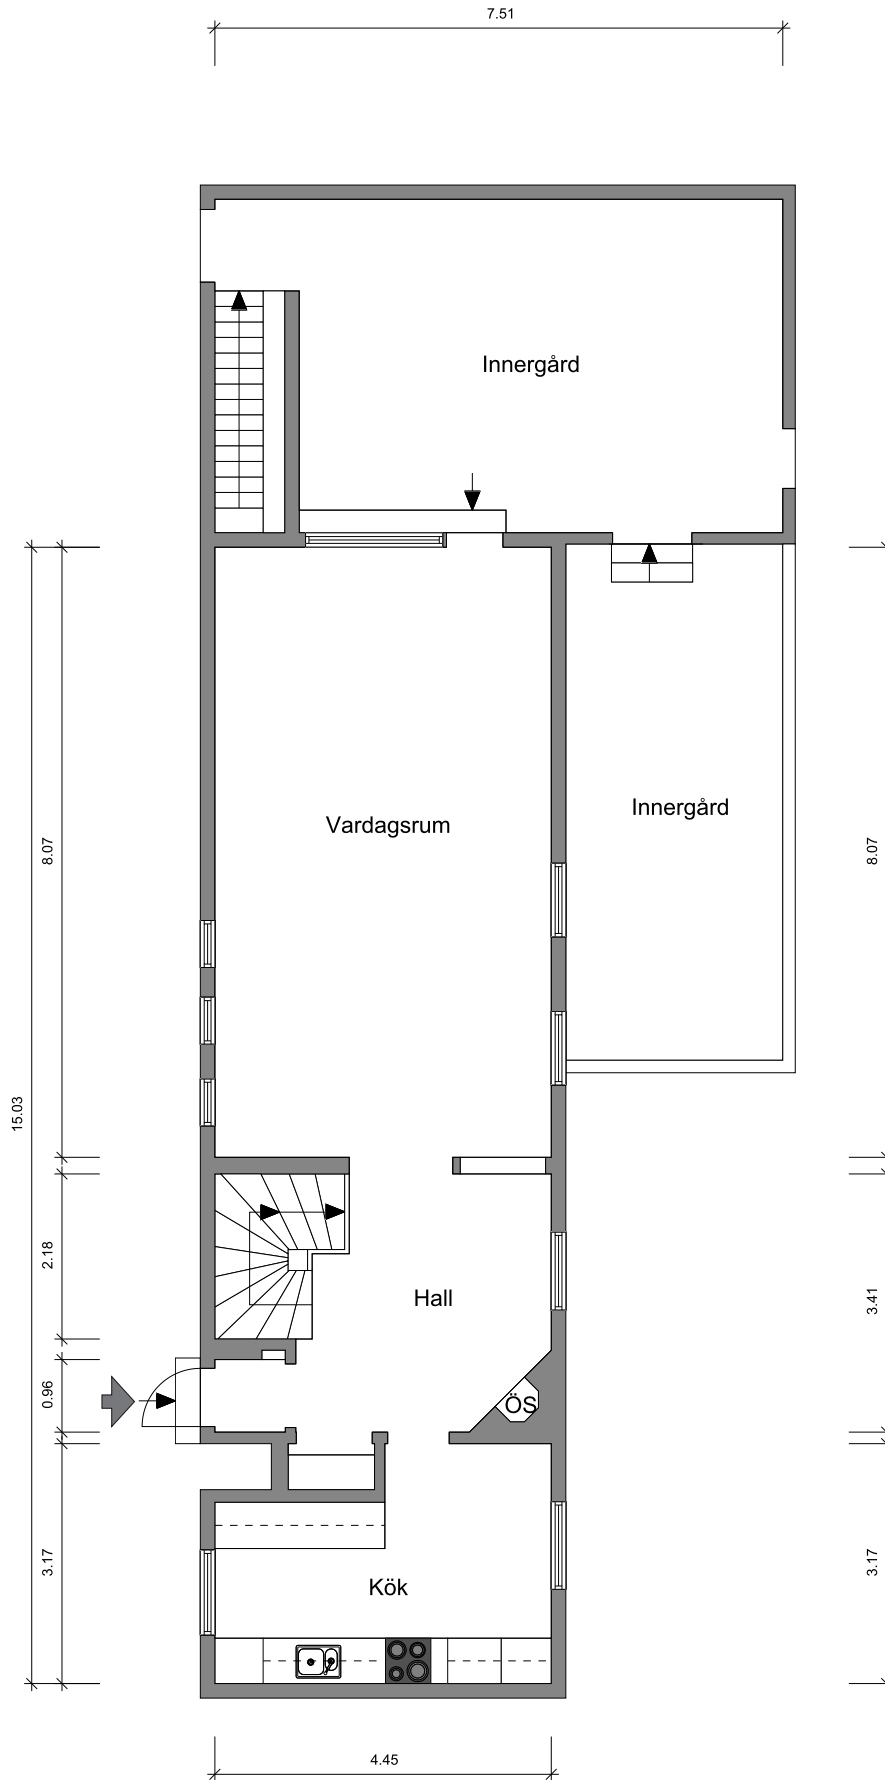 7.51
Innergård
Innergård
Vardagsrum
8.07
8.07
15.03
2.18
Hall
3.41
0.96
ÖS
3.17
Kök
3.17
4.45